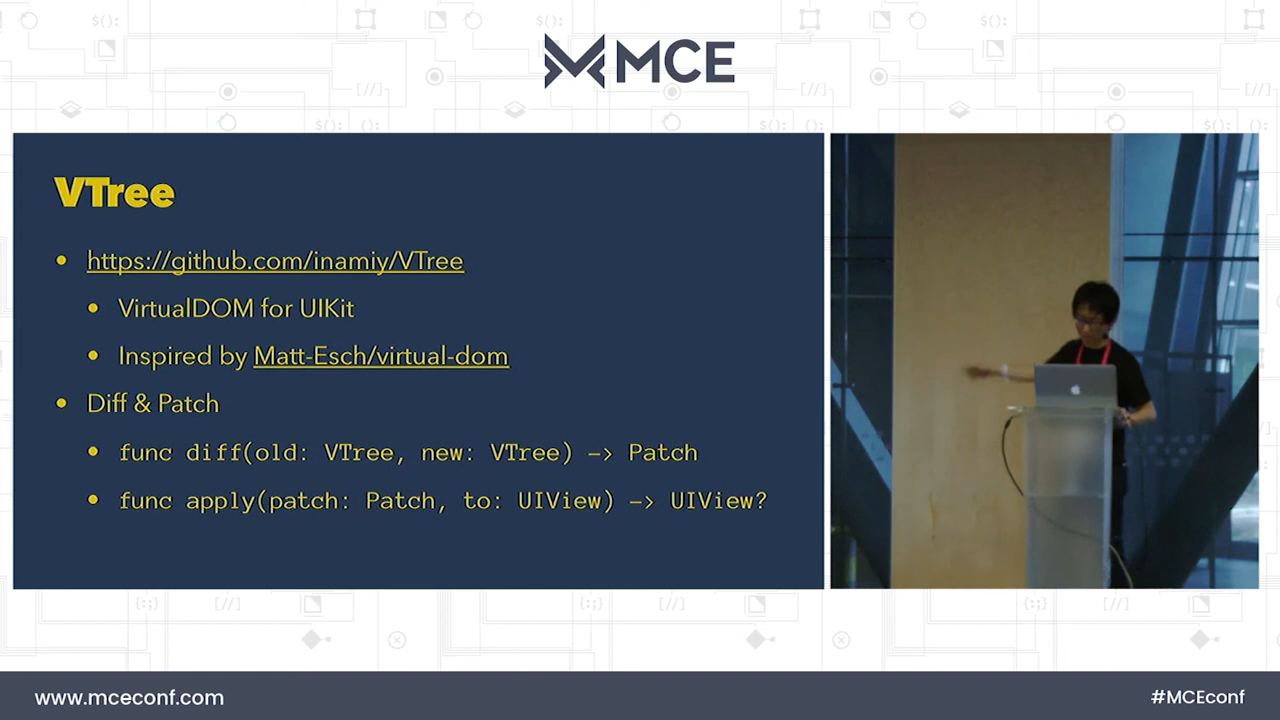 MCE
VTree
• https://github.com/inamiy/VTree
• VirtualDOM for UIKit
• Inspired by Matt-Esch/virtual-dom
• Diff & Patch
• func diff(old: VTree, new: VTree) -> Patch
• func apply(patch: Patch, to: UIView) -> UIView?
www.mceconf.com
#MCEconf